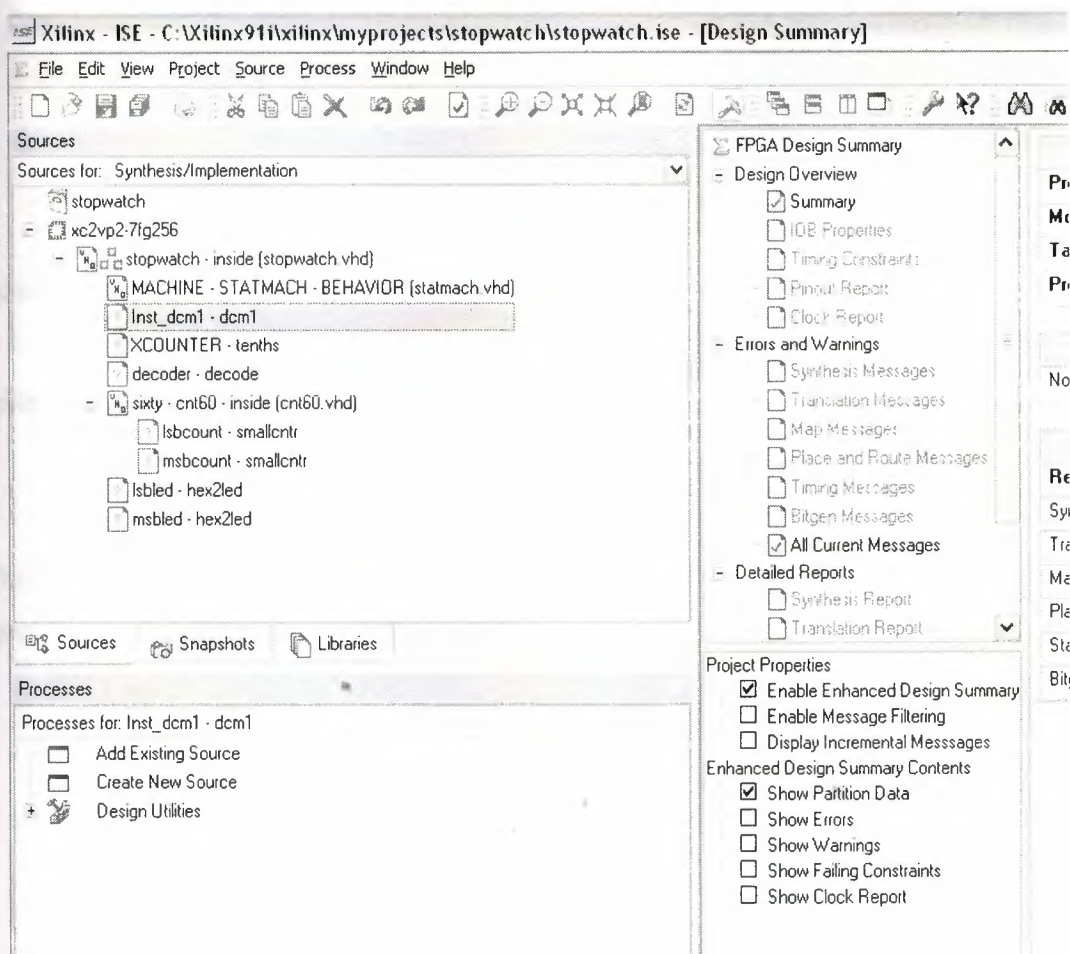 Xilinx - ISE - C:\Xilinx91i\xilinx\myprojects\stopwatch\stopwatch.ise - [Design Summary]
File Edit View Project Source Process Window Help
Sources
Sources for: Synthesis/Implementation
stopwatch
xc2vp2-7fg256
stopwatch - inside (stopwatch.vhd)
MACHINE - STATMACH - BEHAVIOR (statmach.vhd)
Inst_dcm1 - dcm1
XCOUNTER - tenths
decoder - decode
sixty - cnt60 - inside (cnt60.vhd)
lsbcount - smallcntr
msbcount - smallcntr
lsbled - hex2led
msbled - hex2led
Sources Snapshots Libraries
Processes
Processes for: Inst_dcm1 - dcm1
Add Existing Source
Create New Source
Design Utilities
FPGA Design Summary
Design Overview
Summary
IOB Properties
Timing Constraints
Pinout Report
Clock Report
Errors and Warnings
Synthesis Messages
Translation Messages
Map Messages
Place and Route Messages
Timing Messages
Bitgen Messages
All Current Messages
Detailed Reports
Synthesis Report
Translation Report
Project Properties
Enable Enhanced Design Summary
Enable Message Filtering
Display Incremental Messsages
Enhanced Design Summary Contents
Show Partition Data
Show Errors
Show Warnings
Show Failing Constraints
Show Clock Report
No
Re
Tra
Ma
Pla
Sta